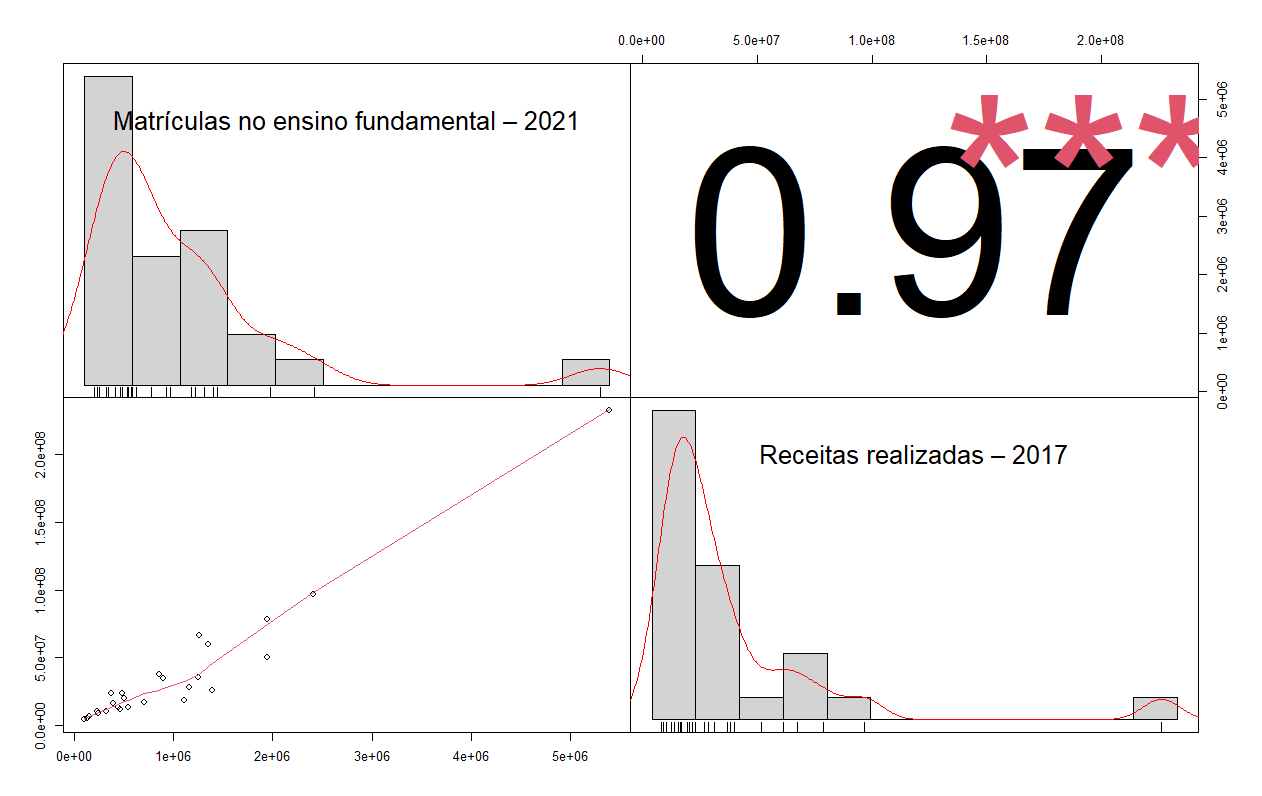 0.0e+00 5.0e+07 1.0e+08 1.5e+08 2.0e+08
Matrículas no ensino fundamental – 2021
***
0.97
0e+00 1e+06 2e+06 3e+06 4e+06 5e+06
0.0e+00 5.0e+07 1.0e+08 1.5e+08 2.0e+08
Receitas realizadas – 2017
0e+00 1e+06 2e+06 3e+06 4e+06 5e+06